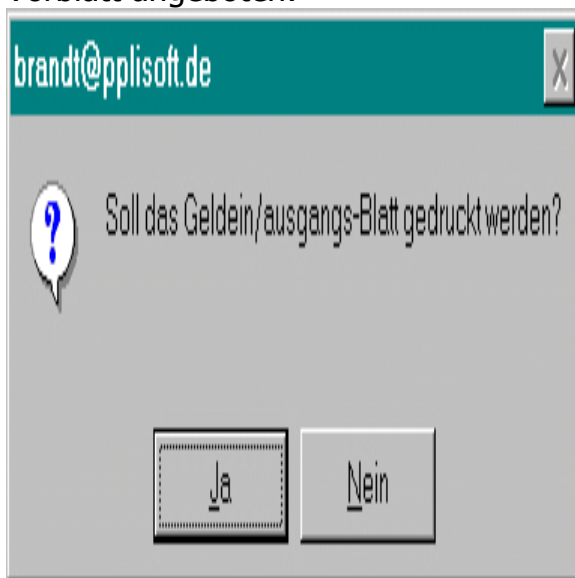 Vorblatt angeboten:
brandt@pplisoft.de
Soll das Geldein/ausgangs-Blatt gedruckt werden?
Ja
Nein